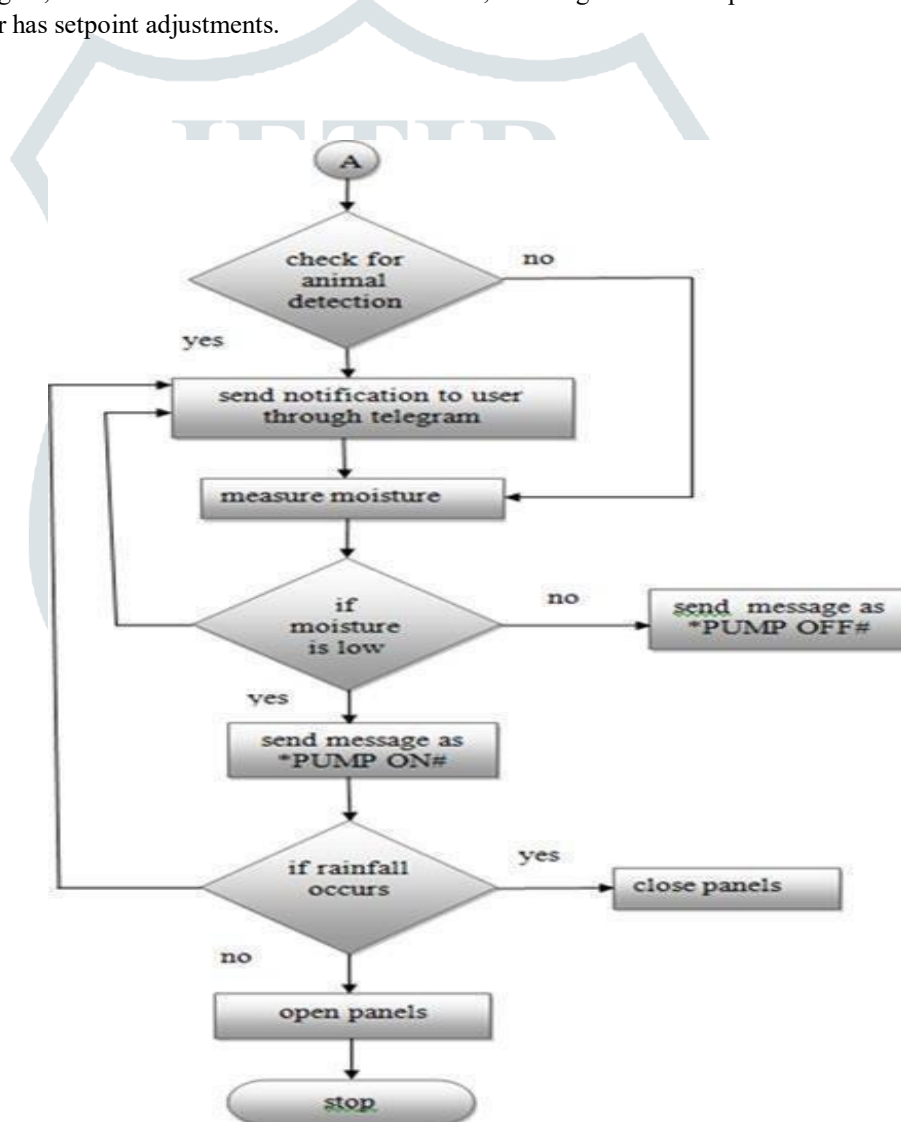 has setpoint adjustments.
JETIR
A
check for
animal
detection
no
yes
send notification to user
through telegram
measure moisture
if
moisture
is low
no
send message as
*PUMP OFF#
yes
send message as
*PUMP ON#
if rainfall
occurs
yes
close panels
no
open panels
stop